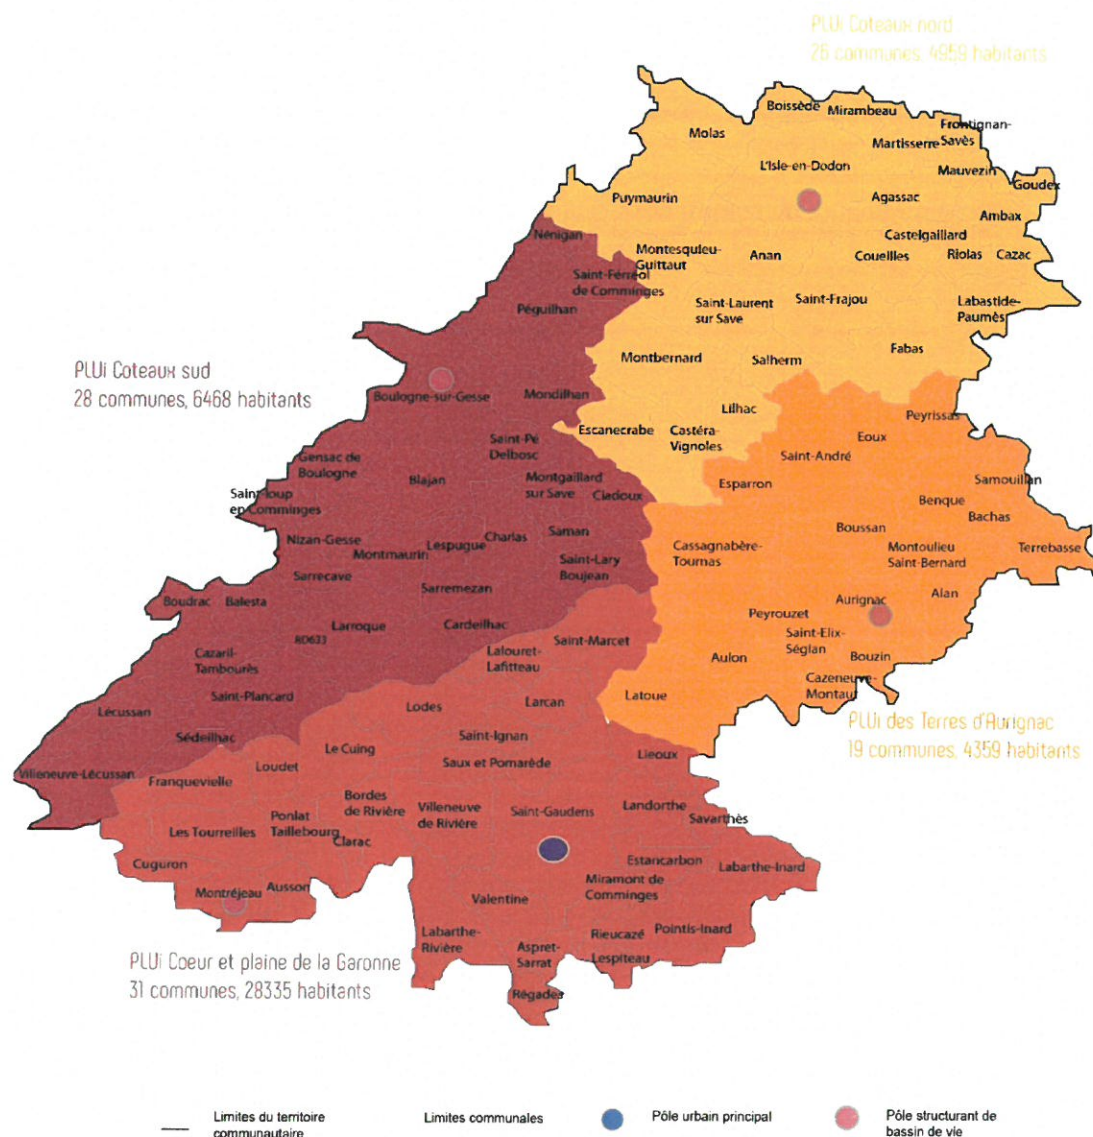 PLUi Coteaux nord
26 communes, 4959 habitants
Boissède
Mirambeau
Molas
Frontignan-
Savès
Martisserre
L'Isle-en-Dodon
Mauvezin
Goudex
Puymaurin
Agassac
Ambax
Nénigan
Castelgaillard
Montesquieu-
Guittaut
Anan
Coueilles
Riolas
Cazac
Saint-Ferréol
de Comminges
Saint-Laurent
sur Save
Saint-Frajou
Labastide-
Paumès
Péguilhan
Fabas
Montbernard
Salherm
PLUi Coteaux sud
28 communes, 6468 habitants
Boulogne-sur-Gesse
Mondilhan
Lilhac
Peyrissas
Escanecrabe
Castéra-
Vignoles
Eoux
Saint-Pé
Delbosc
Saint-André
Gensac de
Boulogne
Blajan
Montgaillard
sur Save
Ciadoux
Esparron
Samouillan
Saint-loup
en Comminges
Benque
Bachas
Boussan
Nizan-Gesse
Montmaurin
Lespugue
Charlas
Saman
Cassagnabère-
Tournas
Montoulieu
Saint-Bernard
Terrebasse
Saint-Lary
Boujean
Sarrecave
Sarremezan
Boudrac
Balesta
Peyrouzet
Aurignac
Alan
Larroque
RD633
Cardeilhac
Saint-Marcet
Saint-Elix-
Séglan
Cazaril-
Tambourès
Lalouret-
Lafitteau
Aulon
Bouzin
Cazeneuve-
Montaut
Saint-Plancard
Larcan
Latoue
Lécussan
Lodes
PLUi des Terres d'Aurignac
19 communes, 4359 habitants
Sédeilhac
Le Cuing
Saint-Ignan
Lieoux
Villeneuve-Lécussan
Franquevielle
Loudet
Saux et Pomarède
Bordes
de Rivière
Villeneuve
de Rivière
Saint-Gaudens
Landorthe
Savarthès
Les Tourreilles
Ponlat
Taillebourg
Clarac
Cuguron
Estancarbon
Labarthe-Inard
Montréjeau
Ausson
Miramont de
Comminges
Valentine
Labarthe-
Rivière
Rieucazé
Pointis-Inard
Aspret-
Sarrat
Lespiteau
PLUi Coeur et plaine de la Garonne
31 communes, 28335 habitants
Régades
Limites du territoire
communautaire
Limites communales
Pôle urbain principal
Pôle structurant de
bassin de vie